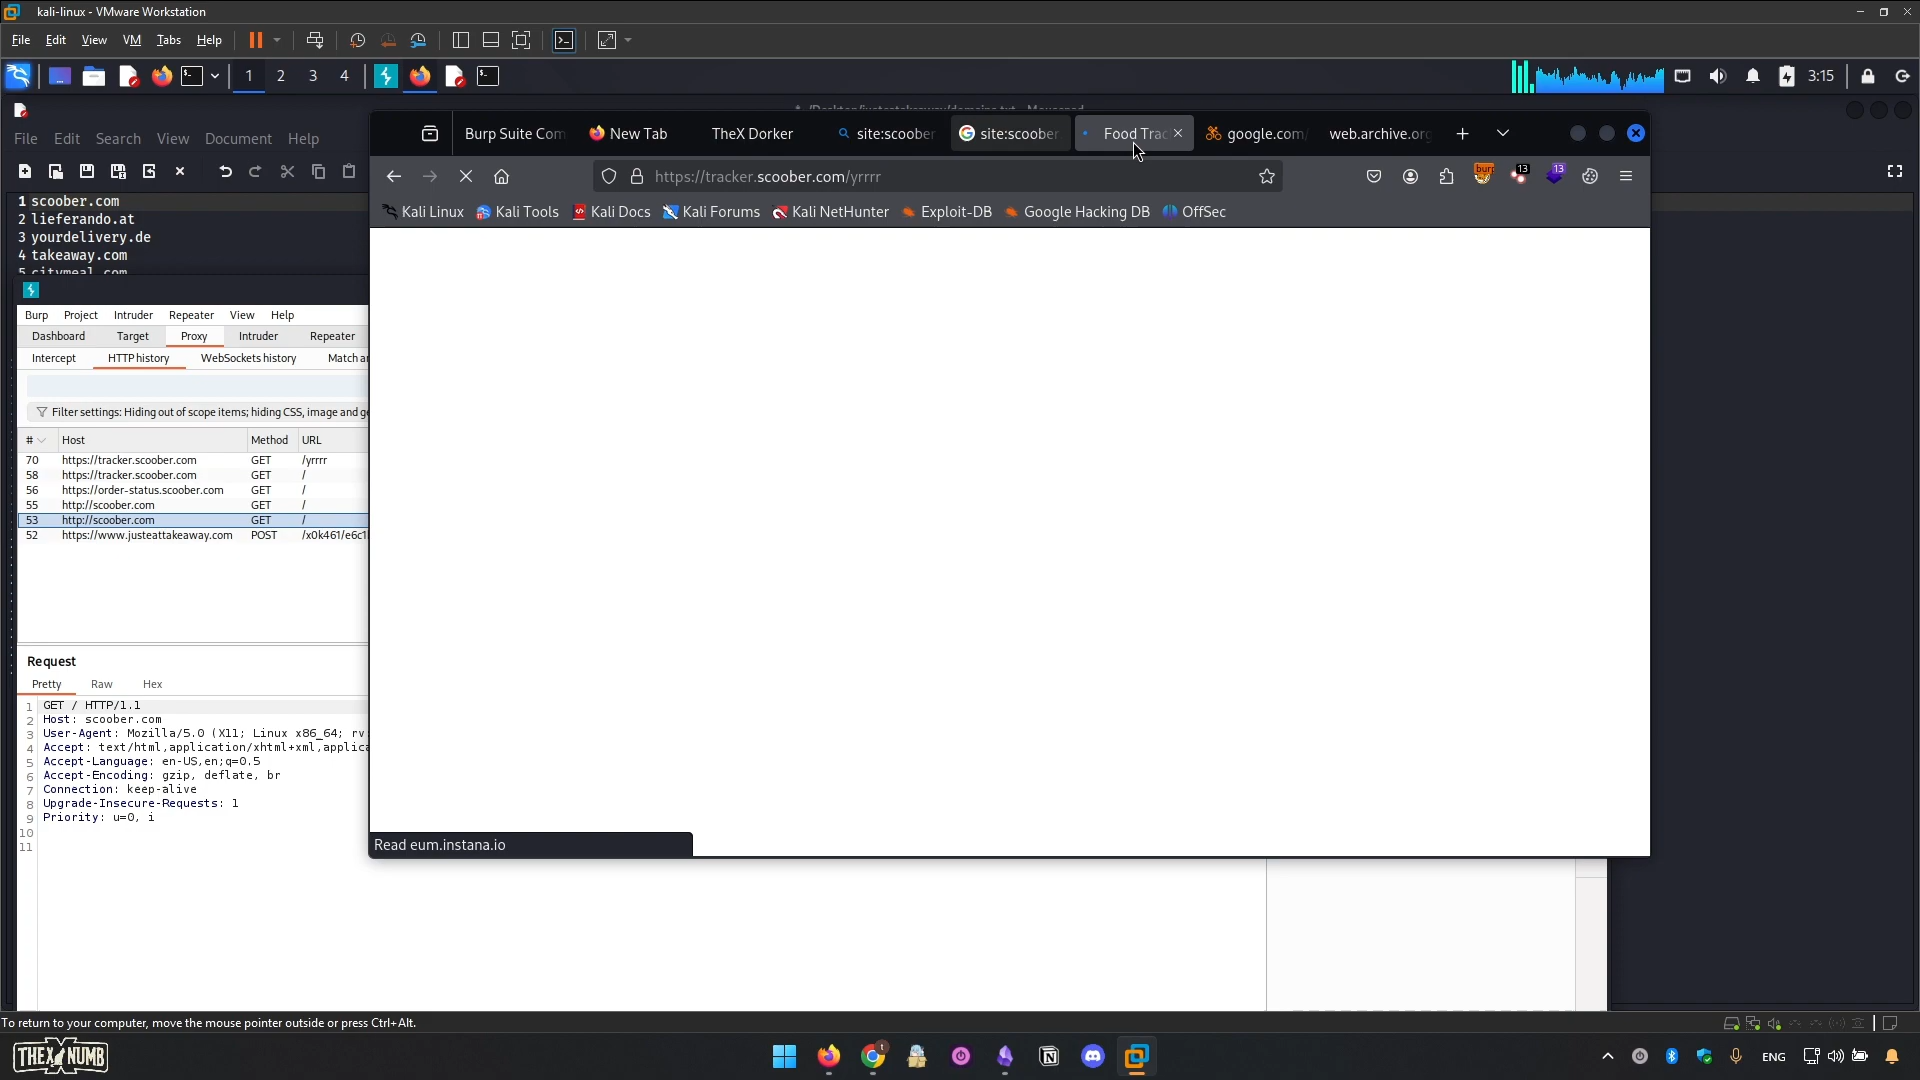 kali-linux - VMware Workstation
File Edit View VM Tabs Help
1 2 3 4
3:15
File Edit Search View Document Help
Burp Suite Com
New Tab
TheX Dorker
site:scoober
site:scoober
Food Trac
google.com/
web.archive.org
https://tracker.scoober.com/yrrrr
burp
13
13
Kali Linux Kali Tools Kali Docs Kali Forums Kali NetHunter Exploit-DB Google Hacking DB OffSec
1 scoober.com
2 lieferando.at
3 yourdelivery.de
4 takeaway.com
5 citymeal.com
Burp Project Intruder Repeater View Help
Dashboard Target Proxy Intruder Repeater
Intercept HTTP history WebSockets history Match an
Filter settings: Hiding out of scope items; hiding CSS, image and ge
# Host Method URL
70 https://tracker.scoober.com GET /yrrrr
58 https://tracker.scoober.com GET /
56 https://order-status.scoober.com GET /
55 http://scoober.com GET /
53 http://scoober.com GET /
52 https://www.justeattakeaway.com POST /x0k461/e6c1
Request
Pretty Raw Hex
1 GET / HTTP/1.1
2 Host: scoober.com
3 User-Agent: Mozilla/5.0 (X11; Linux x86_64; rv:
4 Accept: text/html,application/xhtml+xml,applica
5 Accept-Language: en-US,en;q=0.5
6 Accept-Encoding: gzip, deflate, br
7 Connection: keep-alive
8 Upgrade-Insecure-Requests: 1
9 Priority: u=0, i
10
11
Read eum.instana.io
To return to your computer, move the mouse pointer outside or press Ctrl+Alt.
THEXNUMB
ENG